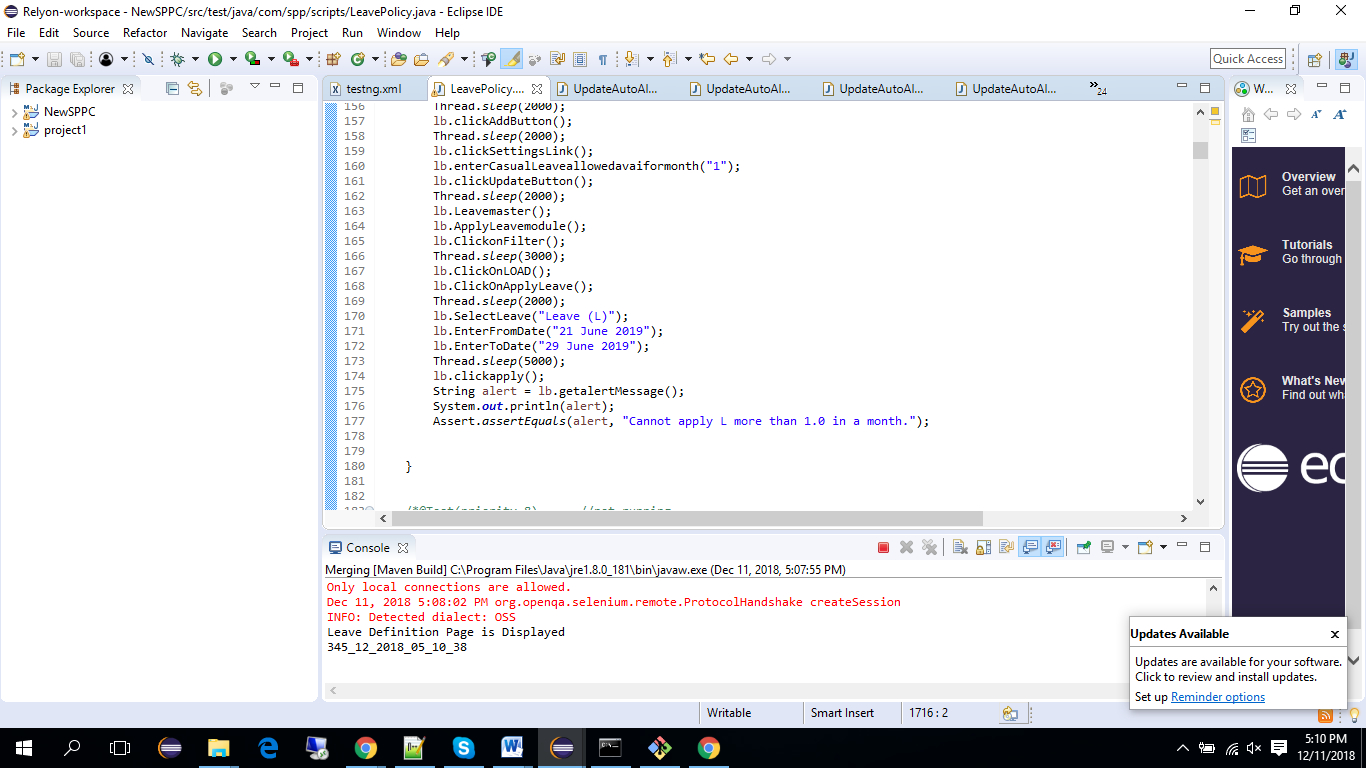 Relyon-workspace - NewSPPC/src/test/java/com/spp/scripts/LeavePolicy.java - Eclipse IDE
File Edit Source Refactor Navigate Search Project Run Window Help
Quick Access
Package Explorer
NewSPPC
project1
testng.xml LeavePolicy.... UpdateAutoAl... UpdateAutoAl... UpdateAutoAl... UpdateAutoAl... »24
156 Thread.sleep(2000);
157 lb.clickAddButton();
158 Thread.sleep(2000);
159 lb.clickSettingsLink();
160 lb.enterCasualLeaveallowedavaiformonth("1");
161 lb.clickUpdateButton();
162 Thread.sleep(2000);
163 lb.Leavemaster();
164 lb.ApplyLeavemodule();
165 lb.ClickonFilter();
166 Thread.sleep(3000);
167 lb.ClickOnLOAD();
168 lb.ClickOnApplyLeave();
169 Thread.sleep(2000);
170 lb.SelectLeave("Leave (L)");
171 lb.EnterFromDate("21 June 2019");
172 lb.EnterToDate("29 June 2019");
173 Thread.sleep(5000);
174 lb.clickapply();
175 String alert = lb.getalertMessage();
176 System.out.println(alert);
177 Assert.assertEquals(alert, "Cannot apply L more than 1.0 in a month.");
178
179
180 }
181
182
W...
Overview
Get an over
Tutorials
Go through
Samples
Try out the s
What's New
Find out wha
ec
Console
Merging [Maven Build] C:\Program Files\Java\jre1.8.0_181\bin\javaw.exe (Dec 11, 2018, 5:07:55 PM)
Only local connections are allowed.
Dec 11, 2018 5:08:02 PM org.openqa.selenium.remote.ProtocolHandshake createSession
INFO: Detected dialect: OSS
Leave Definition Page is Displayed
345_12_2018_05_10_38
Updates Available
Updates are available for your software.
Click to review and install updates.
Set up Reminder options
Writable Smart Insert 1716 : 2
5:10 PM
12/11/2018